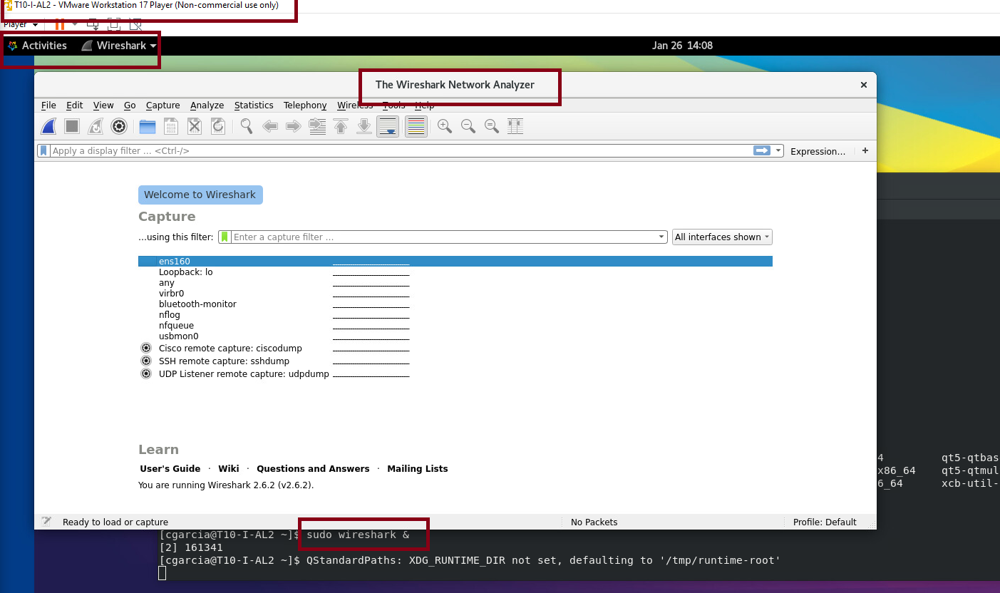 T10-I-AL2 - VMware Workstation 17 Player (Non-commercial use only)
Player
Activities Wireshark Jan 26 14:08
The Wireshark Network Analyzer
File Edit View Go Capture Analyze Statistics Telephony Wireless Tools Help
Apply a display filter ... <Ctrl-/> Expression... +
Welcome to Wireshark
Capture
...using this filter: Enter a capture filter ... All interfaces shown
ens160
Loopback: lo
any
virbr0
bluetooth-monitor
nflog
nfqueue
usbmon0
Cisco remote capture: ciscodump
SSH remote capture: sshdump
UDP Listener remote capture: udpdump
Learn
User's Guide · Wiki · Questions and Answers · Mailing Lists
You are running Wireshark 2.6.2 (v2.6.2).
4 qt5-qtbas
x86_64 qt5-qtmul
6_64 xcb-util-
Ready to load or capture No Packets Profile: Default
[cgarcia@T10-I-AL2 ~]$ sudo wireshark &
[2] 161341
[cgarcia@T10-I-AL2 ~]$ QStandardPaths: XDG_RUNTIME_DIR not set, defaulting to '/tmp/runtime-root'